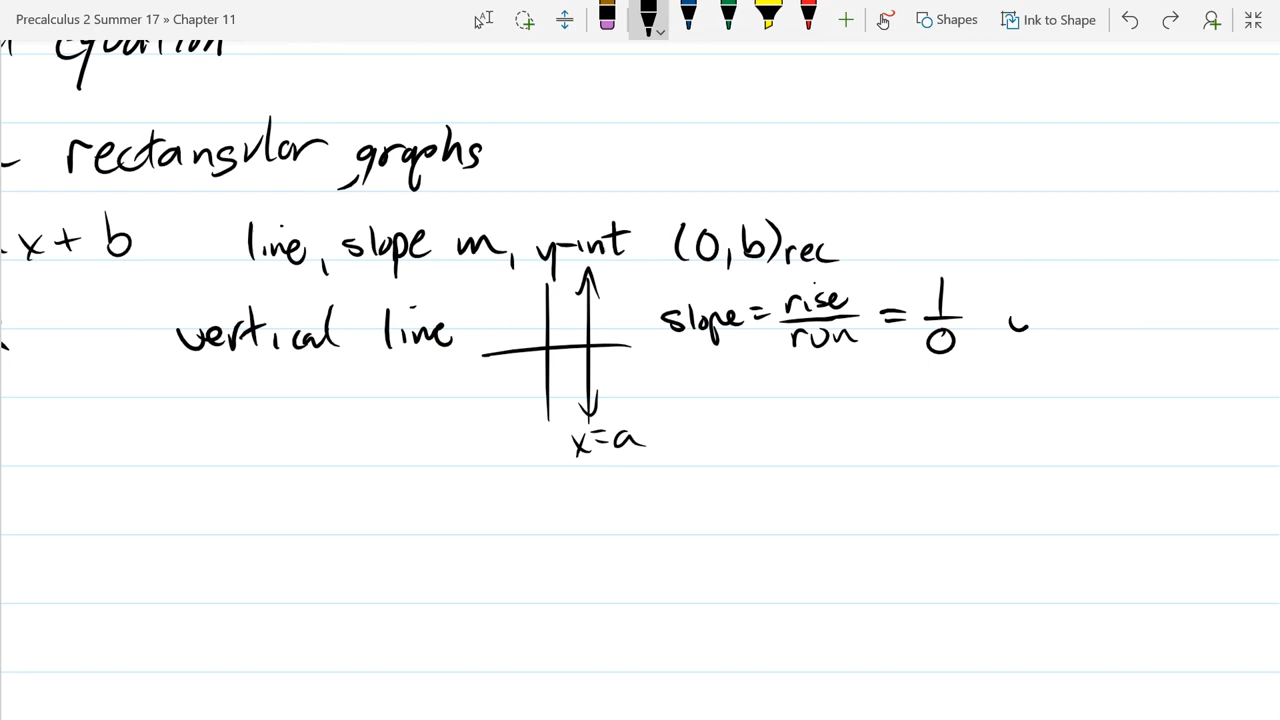 Precalculus 2 Summer 17 » Chapter 11
Shapes
Ink to Shape
Equation
rectangular graphs
x + b line, slope m, y-int (0,b)rec
vertical line slope = rise/run = 1/0
x=a